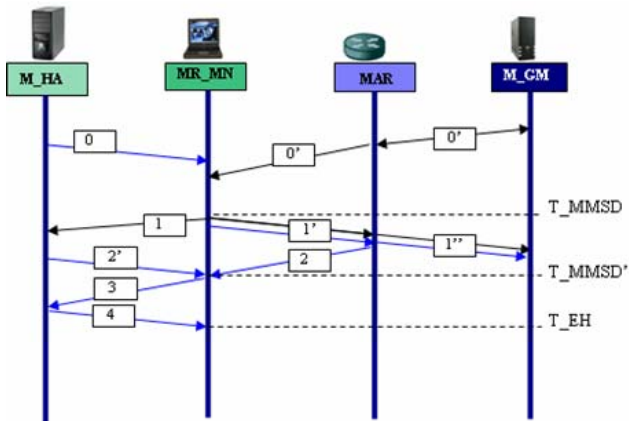 M_HA
MR_MN
MAR
M_GM
0
0'
0'
T_MMSD
1
1'
1''
2'
2
T_MMSD'
3
4
T_EH